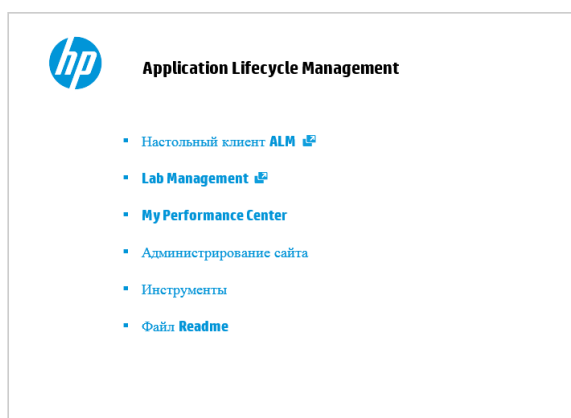 hp
Application Lifecycle Management
Настольный клиент ALM
Lab Management
My Performance Center
Администрирование сайта
Инструменты
Файл Readme